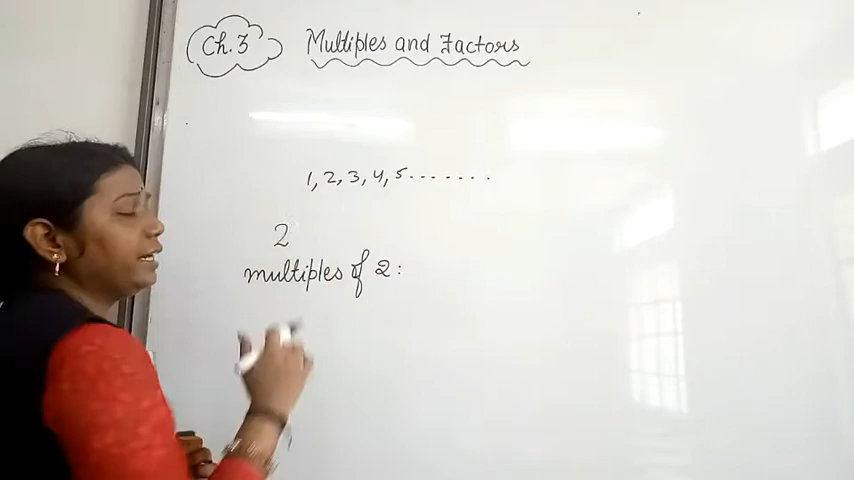 Ch. 3
Multiples and Factors
1, 2, 3, 4, 5........
2
multiples of 2: